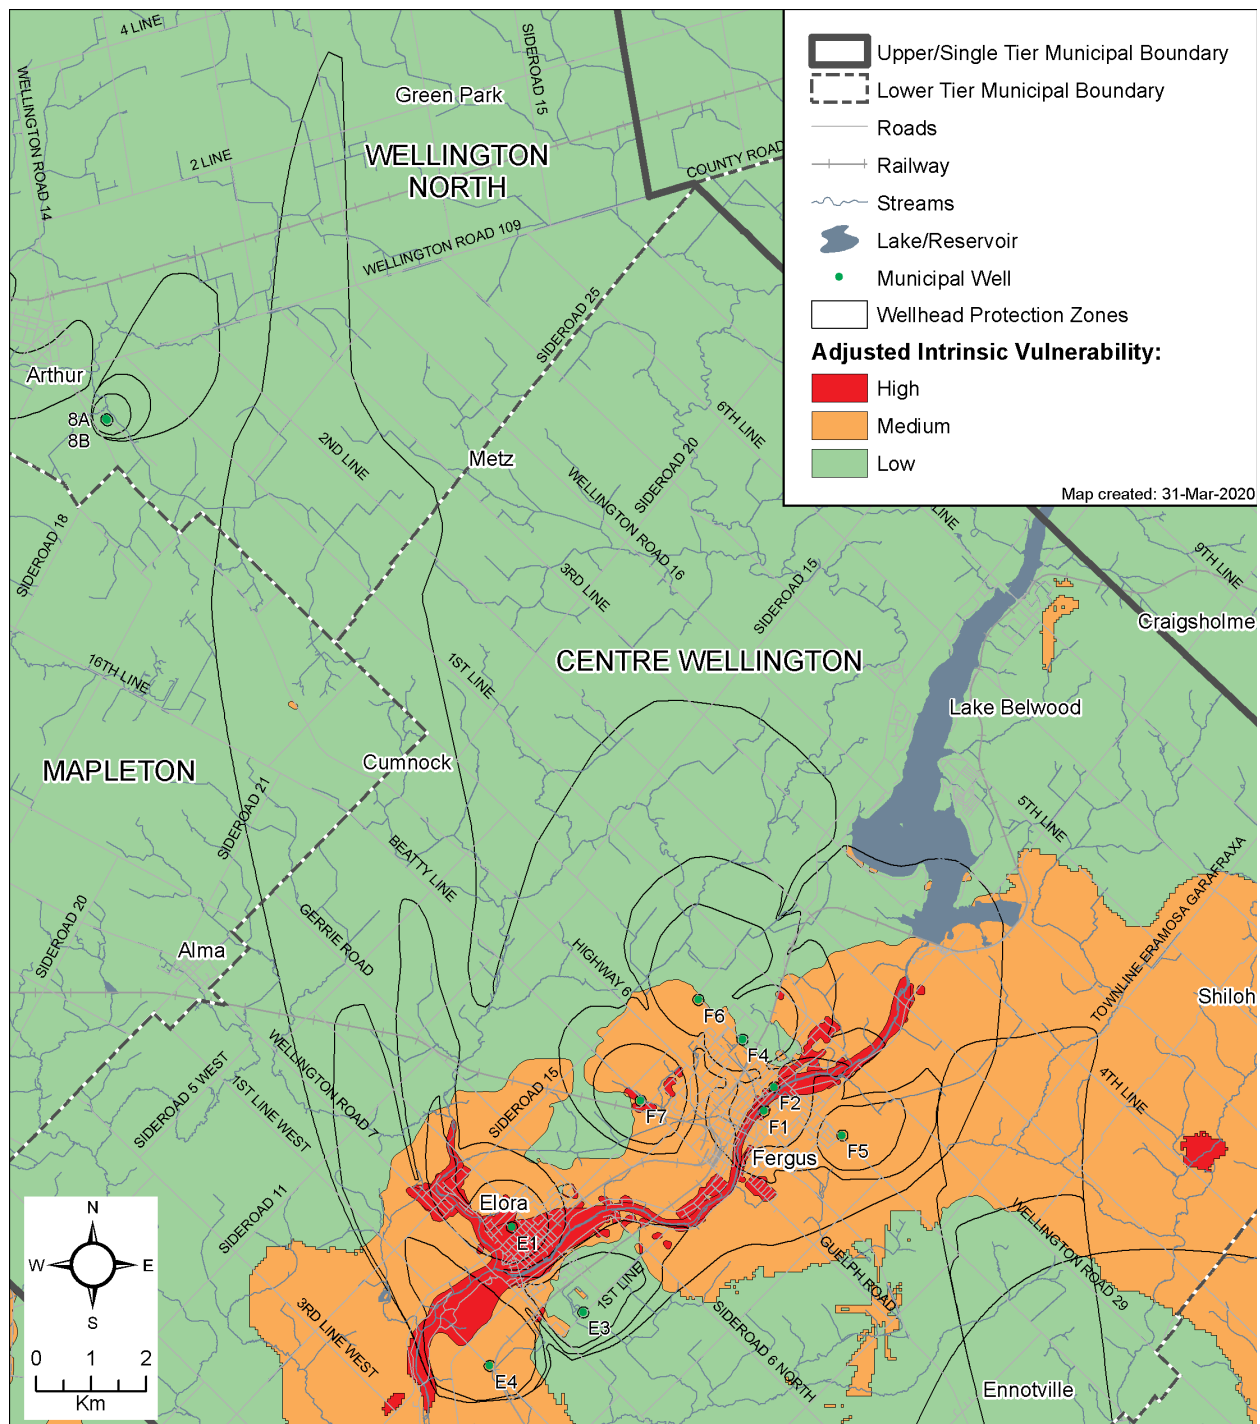 Upper/Single Tier Municipal Boundary
Lower Tier Municipal Boundary
Roads
Railway
Streams
Lake/Reservoir
Municipal Well
Wellhead Protection Zones
Adjusted Intrinsic Vulnerability:
High
Medium
Low
Map created: 31-Mar-2020
4 LINE
SIDEROAD 15
WELLINGTON ROAD 14
Green Park
2 LINE
WELLINGTON
NORTH
COUNTY ROAD
WELLINGTON ROAD 109
SIDEROAD 25
Arthur
8A
8B
6TH LINE
2ND LINE
Metz
SIDEROAD 20
WELLINGTON ROAD 16
LINE
SIDEROAD 18
9TH LINE
3RD LINE
SIDEROAD 15
Craigsholme
16TH LINE
1ST LINE
CENTRE WELLINGTON
Lake Belwood
MAPLETON
Cumnock
SIDEROAD 21
5TH LINE
BEATTY LINE
TOWNLINE ERAMOSA GARAFRAXA
SIDEROAD 20
GERRIE ROAD
Alma
HIGHWAY 6
Shiloh
F6
F4
SIDEROAD 5 WEST
1ST LINE WEST
WELLINGTON ROAD 7
SIDEROAD 15
F7
F2
F1
4TH LINE
F5
Fergus
Elora
E1
SIDEROAD 11
WELLINGTON ROAD 29
GUELPH ROAD
1ST LINE
E3
3RD LINE WEST
SIDEROAD 6 NORTH
E4
Ennotville
N
W
E
S
0 1 2
Km